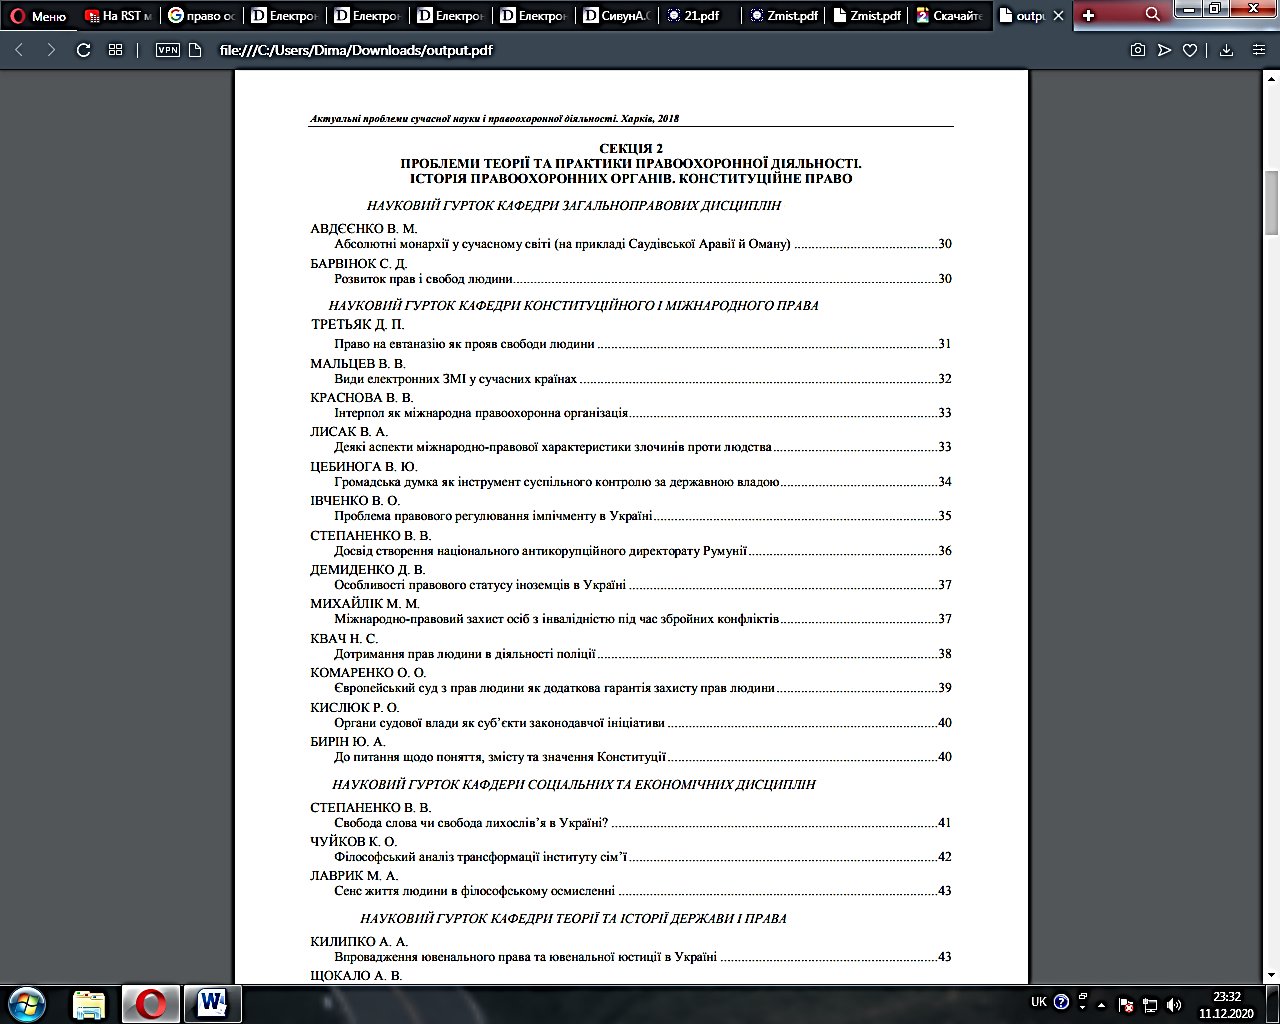 Меню
На RST м
право ос
Електрон
Електрон
Електрон
Електрон
СивунА.О
21.pdf
Zmist.pdf
Zmist.pdf
Скачайте
outpu
VPN
file:///C:/Users/Dima/Downloads/output.pdf
Актуальні проблеми сучасної науки і правоохоронної діяльності. Харків, 2018
СЕКЦІЯ 2
ПРОБЛЕМИ ТЕОРІЇ ТА ПРАКТИКИ ПРАВООХОРОННОЇ ДІЯЛЬНОСТІ.
ІСТОРІЯ ПРАВООХОРОННИХ ОРГАНІВ. КОНСТИТУЦІЙНЕ ПРАВО
НАУКОВИЙ ГУРТОК КАФЕДРИ ЗАГАЛЬНОПРАВОВИХ ДИСЦИПЛІН
АВДЄЄНКО В. М.
Абсолютні монархії у сучасному світі (на прикладі Саудівської Аравії й Оману) ........ 30
БАРВІНОК С. Д.
Розвиток прав і свобод людини ........ 30
НАУКОВИЙ ГУРТОК КАФЕДРИ КОНСТИТУЦІЙНОГО І МІЖНАРОДНОГО ПРАВА
ТРЕТЬЯК Д. П.
Право на евтаназію як прояв свободи людини ........ 31
МАЛЬЦЕВ В. В.
Види електронних ЗМІ у сучасних країнах ........ 32
КРАСНОВА В. В.
Інтерпол як міжнародна правоохоронна організація ........ 33
ЛИСАК В. А.
Деякі аспекти міжнародно-правової характеристики злочинів проти людства ........ 33
ЦЕБИНОГА В. Ю.
Громадська думка як інструмент суспільного контролю за державною владою ........ 34
ІВЧЕНКО В. О.
Проблема правового регулювання імпічменту в Україні ........ 35
СТЕПАНЕНКО В. В.
Досвід створення національного антикорупційного директорату Румунії ........ 36
ДЕМИДЕНКО Д. В.
Особливості правового статусу іноземців в Україні ........ 37
МИХАЙЛІК М. М.
Міжнародно-правовий захист осіб з інвалідністю під час збройних конфліктів ........ 37
КВАЧ Н. С.
Дотримання прав людини в діяльності поліції ........ 38
КОМАРЕНКО О. О.
Європейський суд з прав людини як додаткова гарантія захисту прав людини ........ 39
КИСЛЮК Р. О.
Органи судової влади як суб’єкти законодавчої ініціативи ........ 40
БИРІН Ю. А.
До питання щодо поняття, змісту та значення Конституції ........ 40
НАУКОВИЙ ГУРТОК КАФДЕРИ СОЦІАЛЬНИХ ТА ЕКОНОМІЧНИХ ДИСЦИПЛІН
СТЕПАНЕНКО В. В.
Свобода слова чи свобода лихослів’я в Україні? ........ 41
ЧУЙКОВ К. О.
Філософський аналіз трансформації інституту сім’ї ........ 42
ЛАВРИК М. А.
Сенс життя людини в філософському осмисленні ........ 43
НАУКОВИЙ ГУРТОК КАФЕДРИ ТЕОРІЇ ТА ІСТОРІЇ ДЕРЖАВИ І ПРАВА
КИЛИПКО А. А.
Впровадження ювенального права та ювенальної юстиції в Україні ........ 43
ЩОКАЛО А. В.
UK
23:32
11.12.2020